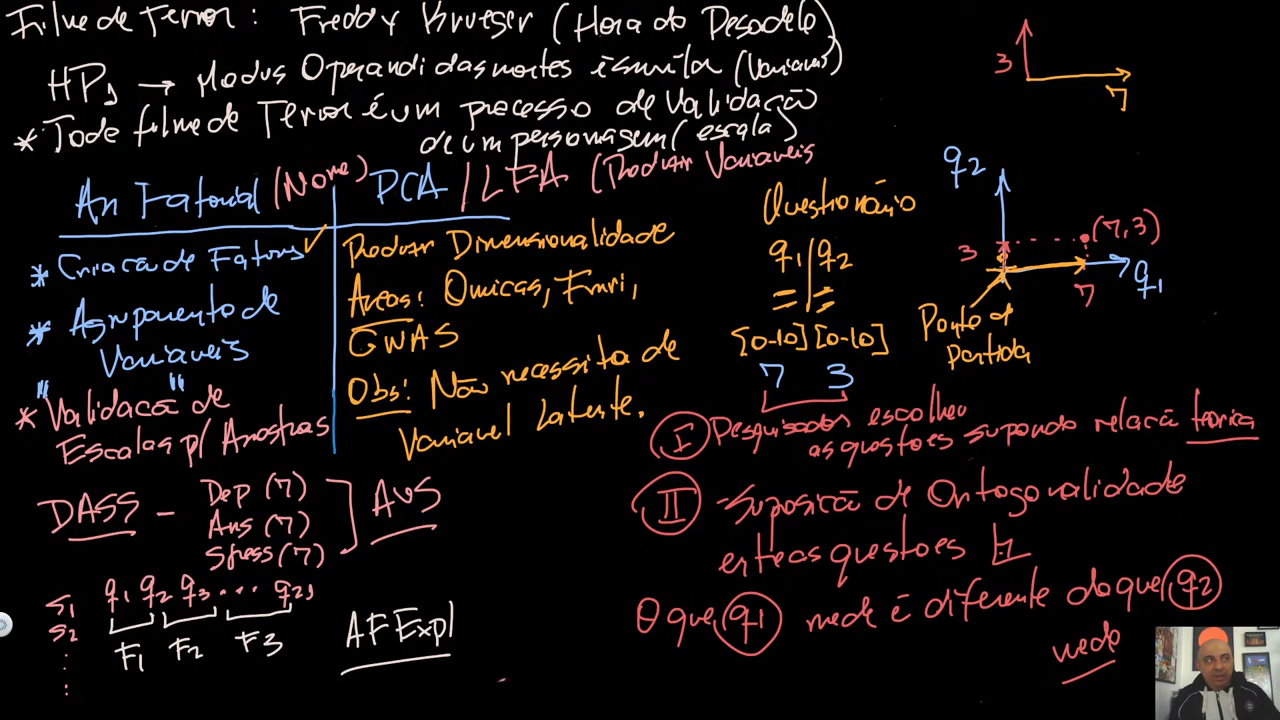 Filme de Terror: Freddy Krueger (Hora do Pesadelo)
HP1 → Modus Operandi das mortes é similar (Variáveis)
* Todo filme de Terror é um processo de Validação
de um personagem (escala)
An Fatorial (Nome) PCA / LFA (Reduzir Variáveis
* Criação de Fatores ✓
* Agrupamento de
Variáveis
* "Validação" de
Escalas p/ Amostras
Reduzir Dimensionalidade
Áreas: Ômicas, Fmri,
GWAS
Obs: Não necessita de
Variável Latente.
DASS - Dep (7)
Ans (7)
Stress (7)
AVS
q1 q2 q3 ... q21
S1
S2
F1 F2 F3
AFExpl
Questionário
q1 | q2
[0-10] [0-10]
7 3
3
7
q2
3
(7,3)
7
q1
Ponto de
partida
I Pesquisador escolheu
as questões supondo relação teórica
II - Suposição de Ortogonalidade
entre as questões
O que q1 mede é diferente do que q2
mede